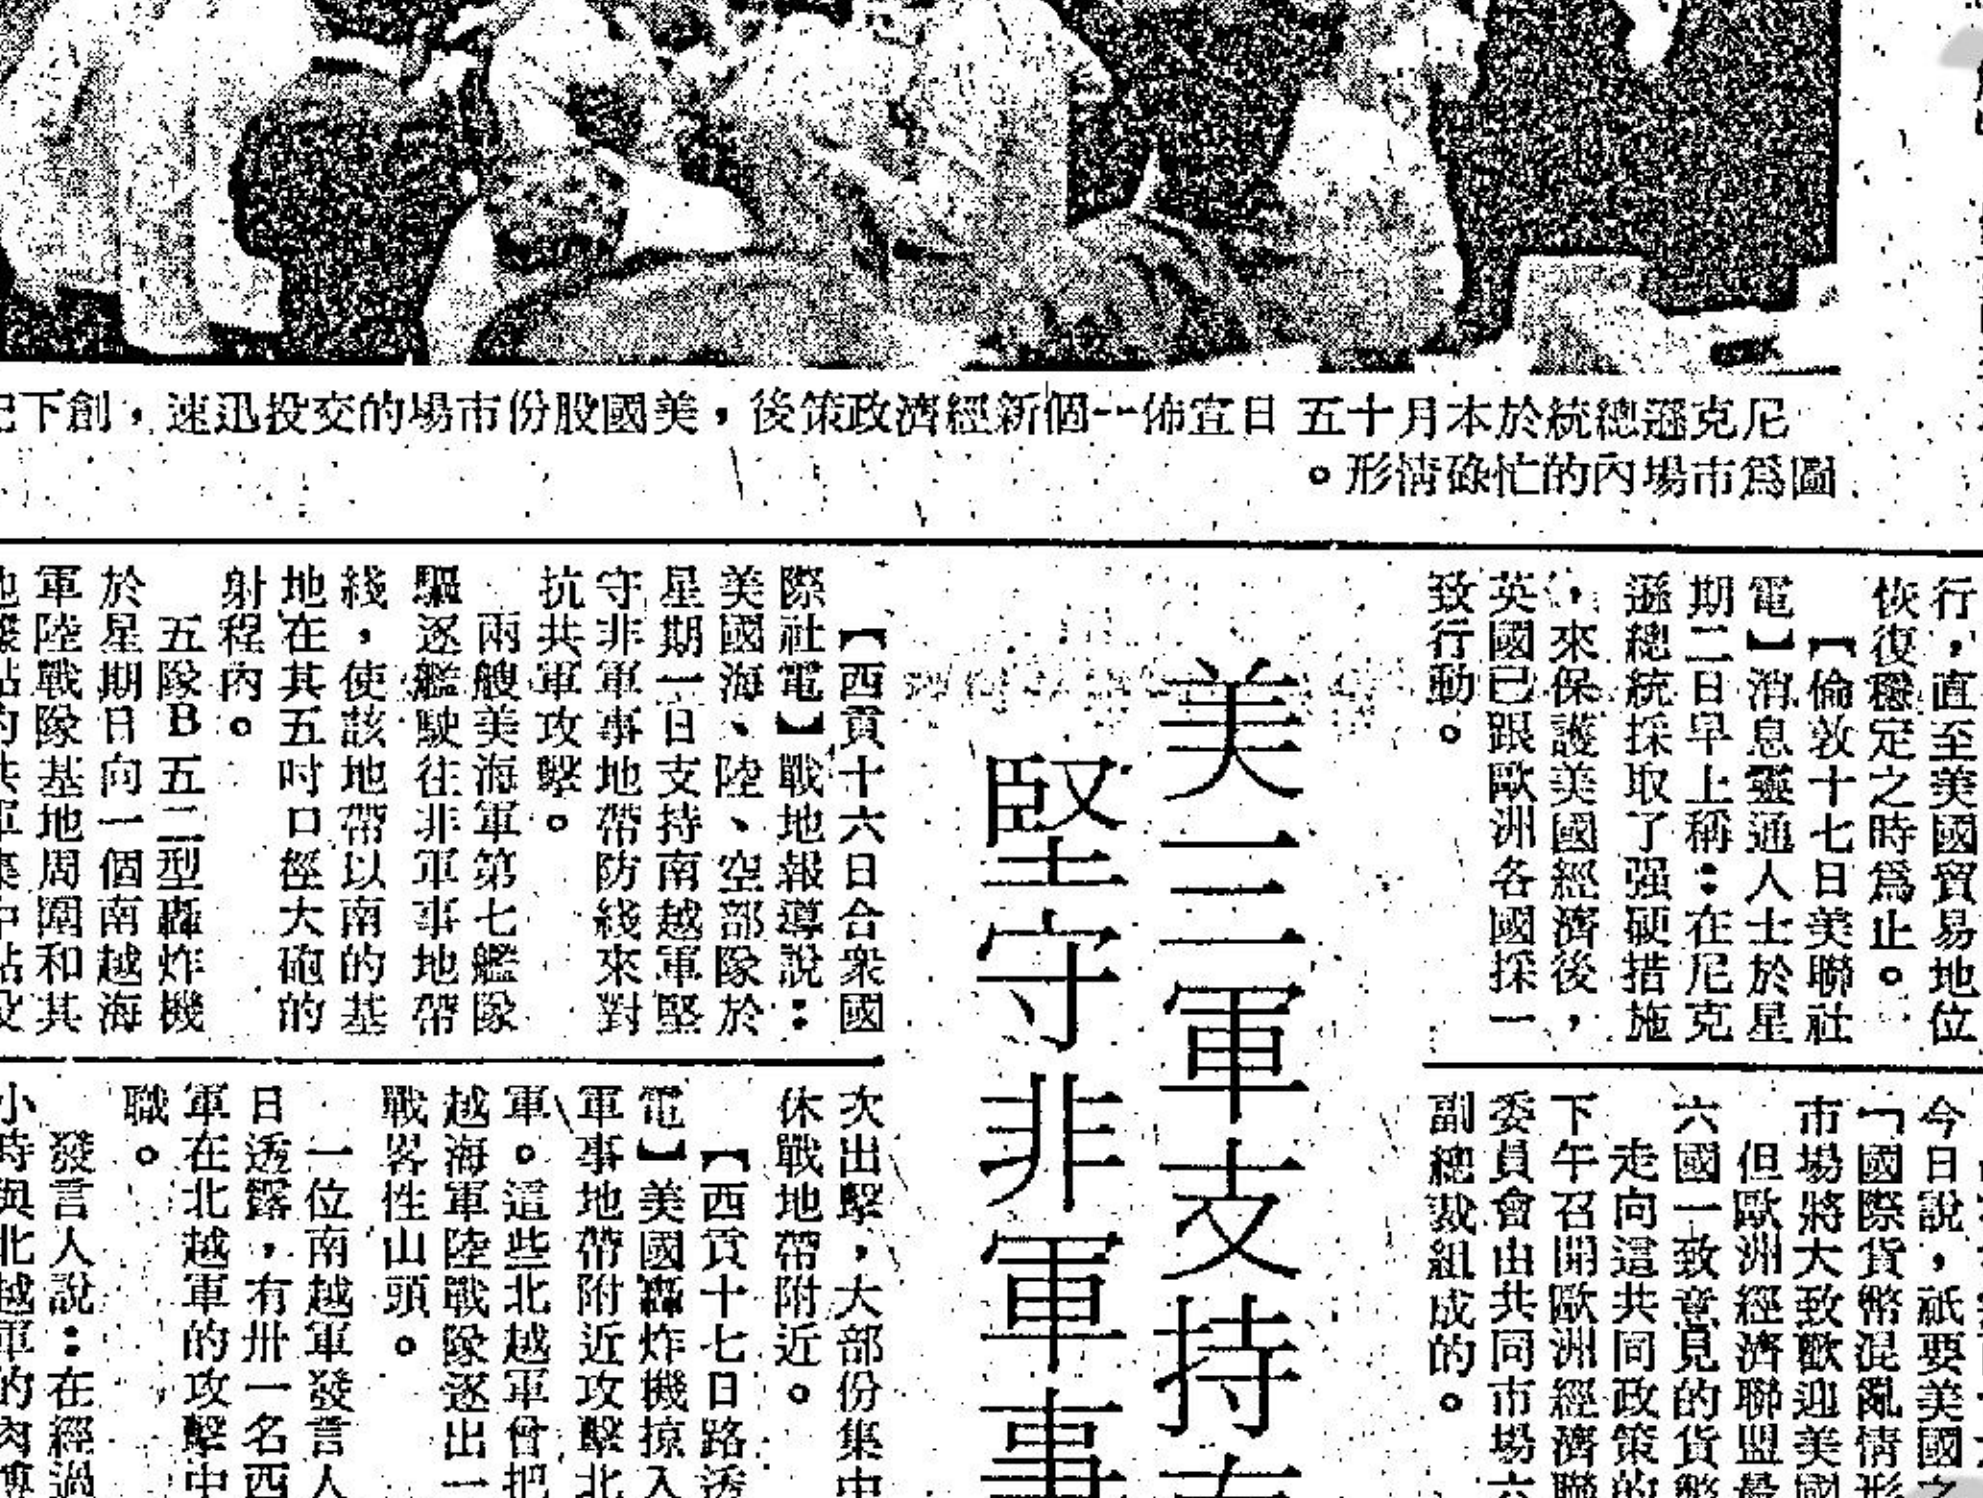 尼克遜總統於本月十五日宣佈一個新經濟政策後，美國股份市場的交投迅速，創下
圖爲市場內的忙碌情形。
行，直至美國貿易地位
恢復穩定之時爲止。
【倫敦十七日美聯社
電】消息靈通人士於星
期二日早上稱：在尼克
遜總統採取了强硬措施
，來保護美國經濟後，
英國已跟歐洲各國採一
致行動。
今日說，祇要美國之
「國際貨幣混亂情形
市場將大致歡迎美國
但歐洲經濟聯盟最
六國一致意見的貨幣
走向這共同政策的
下午召開歐洲經濟聯
委員會由共同市場六
副總裁組成的。
美三軍支持
堅守非軍事
【西貢十六日合衆國
際社電】戰地報導說：
美國海、陸、空部隊於
星期一日支持南越軍堅
守非軍事地帶防綫來對
抗共軍攻擊。
兩艘美海軍第七艦隊
驅逐艦駛往非軍事地帶
綫，使該地帶以南的基
地在其五吋口徑大砲的
射程內。
五隊B五二型轟炸機
於星期日向一個南越海
軍陸戰隊基地周圍和其
次出擊，大部份集中
休戰地帶附近。
【西貢十七日路透
電】美國轟炸機掠入
軍事地帶附近攻擊北
軍。這些北越軍曾把
越海軍陸戰隊逐出一
戰畧性山頭。
一位南越軍發言人
日透露，有卅一名西
軍在北越軍的攻擊中
職。
發言人說：在經過
小時與北越軍的肉搏